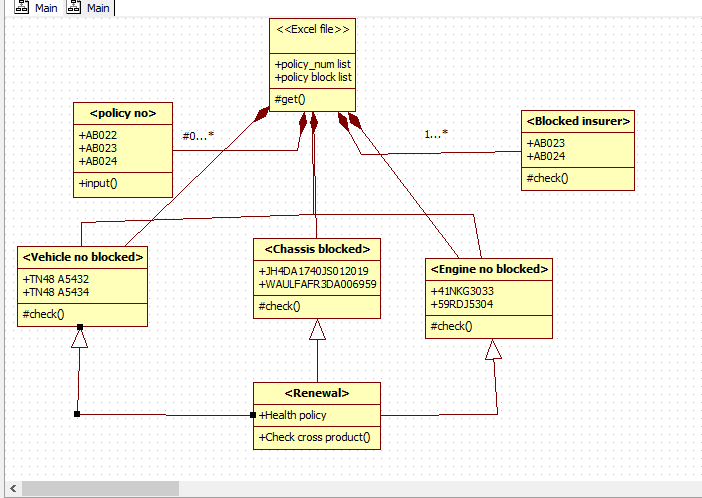 Main
Main
<<Excel file>>
+policy_num list
+policy block list
#get()
<policy no>
+AB022
+AB023
+AB024
+input()
#0...*
1...*
<Blocked insurer>
+AB023
+AB024
#check()
<Vehicle no blocked>
+TN48 A5432
+TN48 A5434
#check()
<Chassis blocked>
+JH4DA1740JS012019
+WAULFAFR3DA006959
#check()
<Engine no blocked>
+41NKG3033
+59RDJ5304
#check()
<Renewal>
+Health policy
+Check cross product()